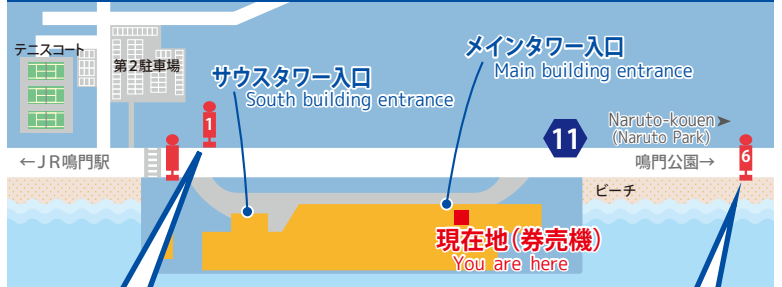 テニスコート
第2駐車場
サウスタワー入口
South building entrance
メインタワー入口
Main building entrance
1
11
Naruto-kouen➤
(Naruto Park)
6
←JR鳴門駅
鳴門公園→
ビーチ
現在地(券売機)
You are here